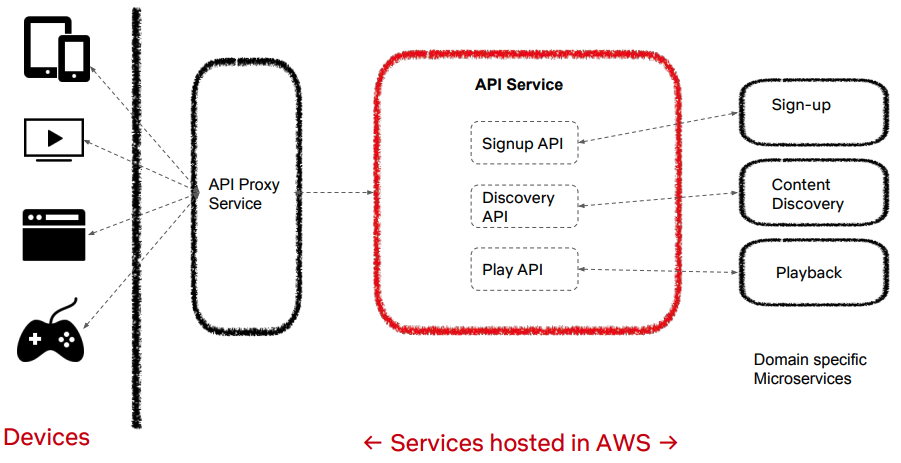 API Service
Sign-up
Signup API
API Proxy
Service
Discovery
API
Content
Discovery
Play API
Playback
Domain specific
Microservices
Devices
← Services hosted in AWS →